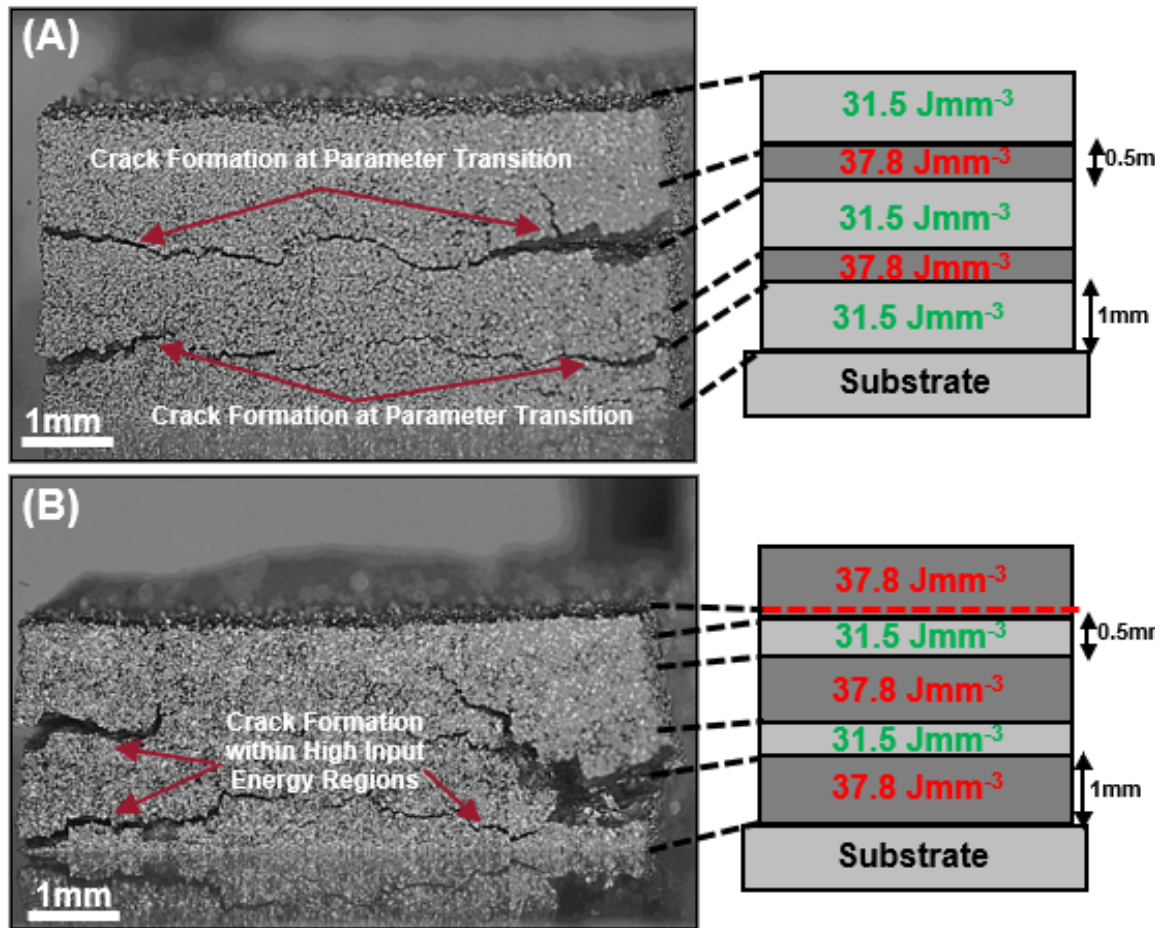 (A)
Crack Formation at Parameter Transition
Crack Formation at Parameter Transition
1mm
31.5 Jmm-3
37.8 Jmm-3
0.5m
31.5 Jmm-3
37.8 Jmm-3
31.5 Jmm-3
1mm
Substrate
(B)
Crack Formation
within High Input
Energy Regions
1mm
37.8 Jmm-3
31.5 Jmm-3
0.5mm
37.8 Jmm-3
31.5 Jmm-3
37.8 Jmm-3
1mm
Substrate